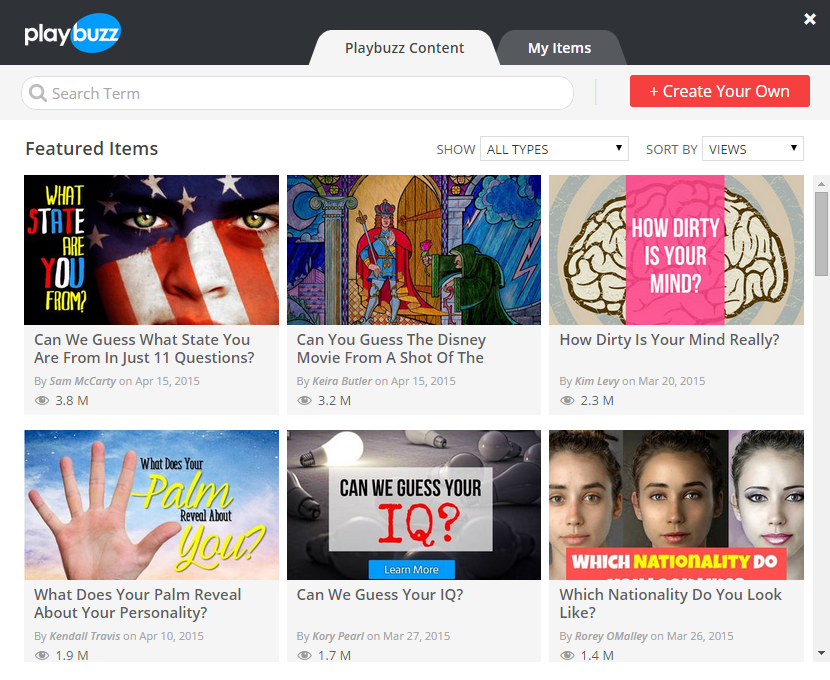 playbuzz
Playbuzz Content
My Items
Search Term
+ Create Your Own
Featured Items
SHOW
ALL TYPES
SORT BY
VIEWS
WHAT
STATE
ARE
YOU
FROM?
HOW DIRTY
IS YOUR
MIND?
Can We Guess What State You
Are From In Just 11 Questions?
By Sam McCarty on Apr 15, 2015
3.8 M
Can You Guess The Disney
Movie From A Shot Of The
By Keira Butler on Apr 15, 2015
3.2 M
How Dirty Is Your Mind Really?
By Kim Levy on Mar 20, 2015
2.3 M
What Does Your
Palm
Reveal About
You?
CAN WE GUESS YOUR
IQ?
Learn More
WHICH NATIONALITY DO
YOU LOOK LIKE?
What Does Your Palm Reveal
About Your Personality?
By Kendall Travis on Apr 10, 2015
1.9 M
Can We Guess Your IQ?
By Kory Pearl on Mar 27, 2015
1.7 M
Which Nationality Do You Look
Like?
By Rorey OMalley on Mar 26, 2015
1.4 M